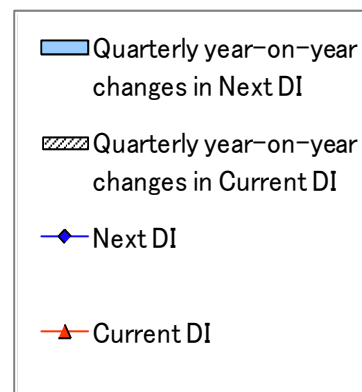 Quarterly year-on-year
changes in Next DI
Quarterly year-on-year
changes in Current DI
Next DI
Current DI